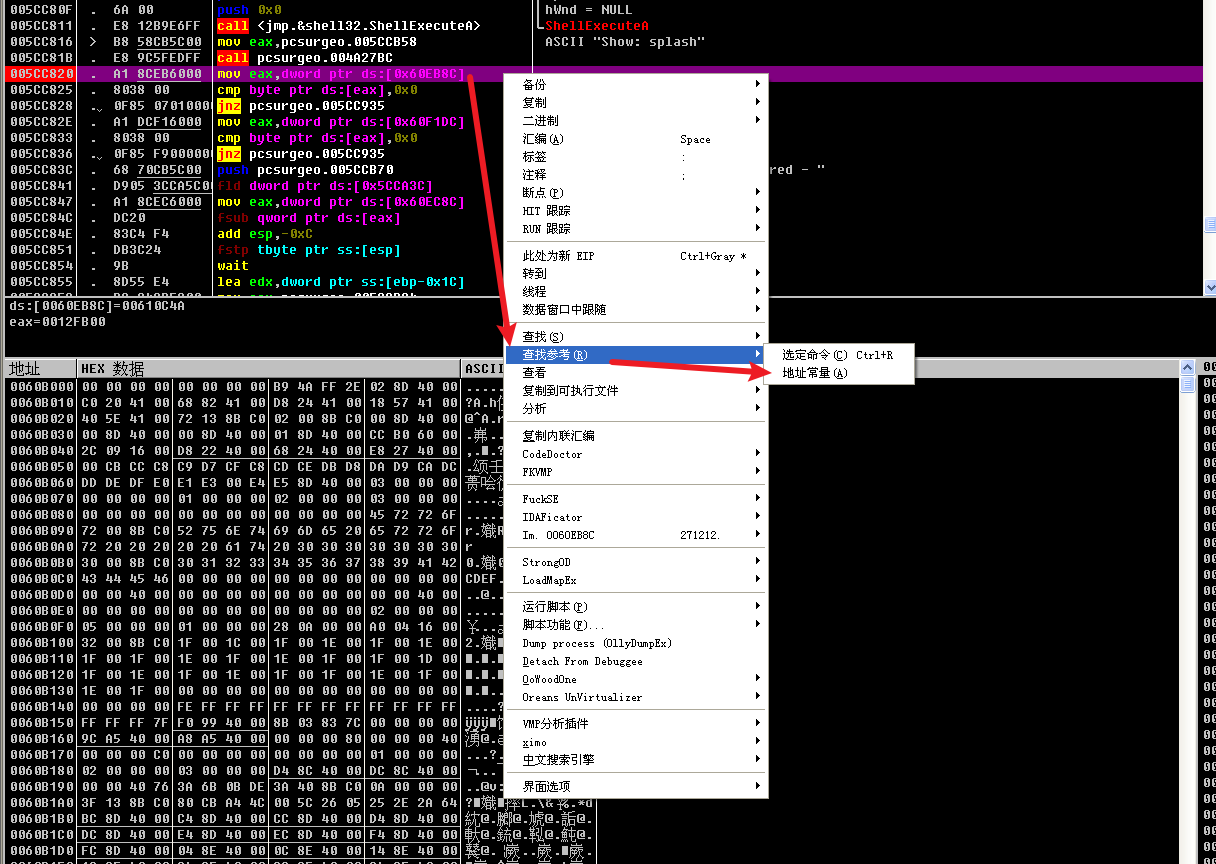 005CC80F . 6A 00 push 0x0 hWnd = NULL
005CC811 . E8 12B9E6FF call <jmp.&shell32.ShellExecuteA> ShellExecuteA
005CC816 > B8 58CB5C00 mov eax,pcsurgeo.005CCB58 ASCII "Show: splash"
005CC81B . E8 9C5FEDFF call pcsurgeo.004A27BC
005CC820 . A1 8CEB6000 mov eax,dword ptr ds:[0x60EB8C]
005CC825 . 8038 00 cmp byte ptr ds:[eax],0x0
005CC828 . 0F85 07010000 jnz pcsurgeo.005CC935
005CC82E . A1 DCF16000 mov eax,dword ptr ds:[0x60F1DC]
005CC833 . 8038 00 cmp byte ptr ds:[eax],0x0
005CC836 . 0F85 F9000000 jnz pcsurgeo.005CC935
005CC83C . 68 70CB5C00 push pcsurgeo.005CCB70 red - "
005CC841 . D905 3CCA5C00 fld dword ptr ds:[0x5CCA3C]
005CC847 . A1 8CEC6000 mov eax,dword ptr ds:[0x60EC8C]
005CC84C . DC20 fsub qword ptr ds:[eax]
005CC84E . 83C4 F4 add esp,-0xC
005CC851 . DB3C24 fstp tbyte ptr ss:[esp]
005CC854 . 9B wait
005CC855 . 8D55 E4 lea edx,dword ptr ss:[ebp-0x1C]
ds:[0060EB8C]=00610C4A
eax=0012FB00
备份
复制
二进制
汇编(A) Space
标签 :
注释 ;
断点(P)
HIT 跟踪
RUN 跟踪
此处为新 EIP Ctrl+Gray *
转到
线程
数据窗口中跟随
查找(S)
查找参考(R)
查看
复制到可执行文件
分析
复制内联汇编
CodeDoctor
FKVMP
FuckSE
IDAFicator
Im. 0060EB8C 271212.
StrongOD
LoadMapEx
运行脚本(P)
脚本功能(F)...
Dump process (OllyDumpEx)
Detach From Debuggee
QoWoodOne
Oreans UnVirtualizer
VMP分析插件
ximo
中文搜索引擎
界面选项
选定命令(C) Ctrl+R
地址常量(A)
地址 HEX 数据 ASCII
0060B000 00 00 00 00 00 00 00 00 B9 4A FF 2E 02 8D 40 00
0060B010 C0 20 41 00 68 82 41 00 D8 24 41 00 18 57 41 00
0060B020 40 5E 41 00 72 13 8B C0 02 00 8B C0 00 8D 40 00
0060B030 00 8D 40 00 00 8D 40 00 01 8D 40 00 CC B0 60 00
0060B040 2C 09 16 00 D8 22 40 00 68 24 40 00 E8 27 40 00
0060B050 00 CB CC C8 C9 D7 CF C8 CD CE DB D8 DA D9 CA DC
0060B060 DD DE DF E0 E1 E3 00 E4 E5 8D 40 00 03 00 00 00
0060B070 00 00 00 00 01 00 00 00 02 00 00 00 03 00 00 00
0060B080 00 00 00 00 00 00 00 00 00 00 00 00 45 72 72 6F
0060B090 72 00 8B C0 52 75 6E 74 69 6D 65 20 65 72 72 6F
0060B0A0 72 20 20 20 20 20 61 74 20 30 30 30 30 30 30 30
0060B0B0 30 00 8B C0 30 31 32 33 34 35 36 37 38 39 41 42
0060B0C0 43 44 45 46 00 00 00 00 00 00 00 00 00 00 00 00
0060B0D0 00 00 40 00 00 00 00 00 00 00 00 00 00 00 40 00
0060B0E0 00 00 00 00 00 00 00 00 00 00 00 00 02 00 00 00
0060B0F0 05 00 00 00 01 00 00 00 28 0A 00 00 A0 04 16 00
0060B100 32 00 8B C0 1F 00 1C 00 1F 00 1E 00 1F 00 1E 00
0060B110 1F 00 1F 00 1E 00 1F 00 1E 00 1F 00 1F 00 1D 00
0060B120 1F 00 1E 00 1F 00 1E 00 1F 00 1F 00 1E 00 1F 00
0060B130 1E 00 1F 00 00 00 00 00 00 00 00 00 00 00 00 00
0060B140 00 00 00 00 FE FF FF FF FF FF FF FF FF FF FF FF
0060B150 FF FF FF 7F F0 99 40 00 8B 03 83 7C 00 00 00 00
0060B160 9C A5 40 00 A8 A5 40 00 00 00 00 80 00 00 00 40
0060B170 00 00 00 C0 00 00 00 00 00 00 00 00 01 00 00 00
0060B180 02 00 00 00 03 00 00 00 D4 8C 40 00 DC 8C 40 00
0060B190 00 00 40 76 3A 6B 0B DE 3A 40 8B C0 0A 00 00 00
0060B1A0 3F 13 8B C0 80 CB A4 4C 00 5C 26 05 25 2E 2A 64
0060B1B0 BC 8D 40 00 C4 8D 40 00 CC 8D 40 00 D4 8D 40 00
0060B1C0 DC 8D 40 00 E4 8D 40 00 EC 8D 40 00 F4 8D 40 00
0060B1D0 FC 8D 40 00 04 8E 40 00 0C 8E 40 00 14 8E 40 00